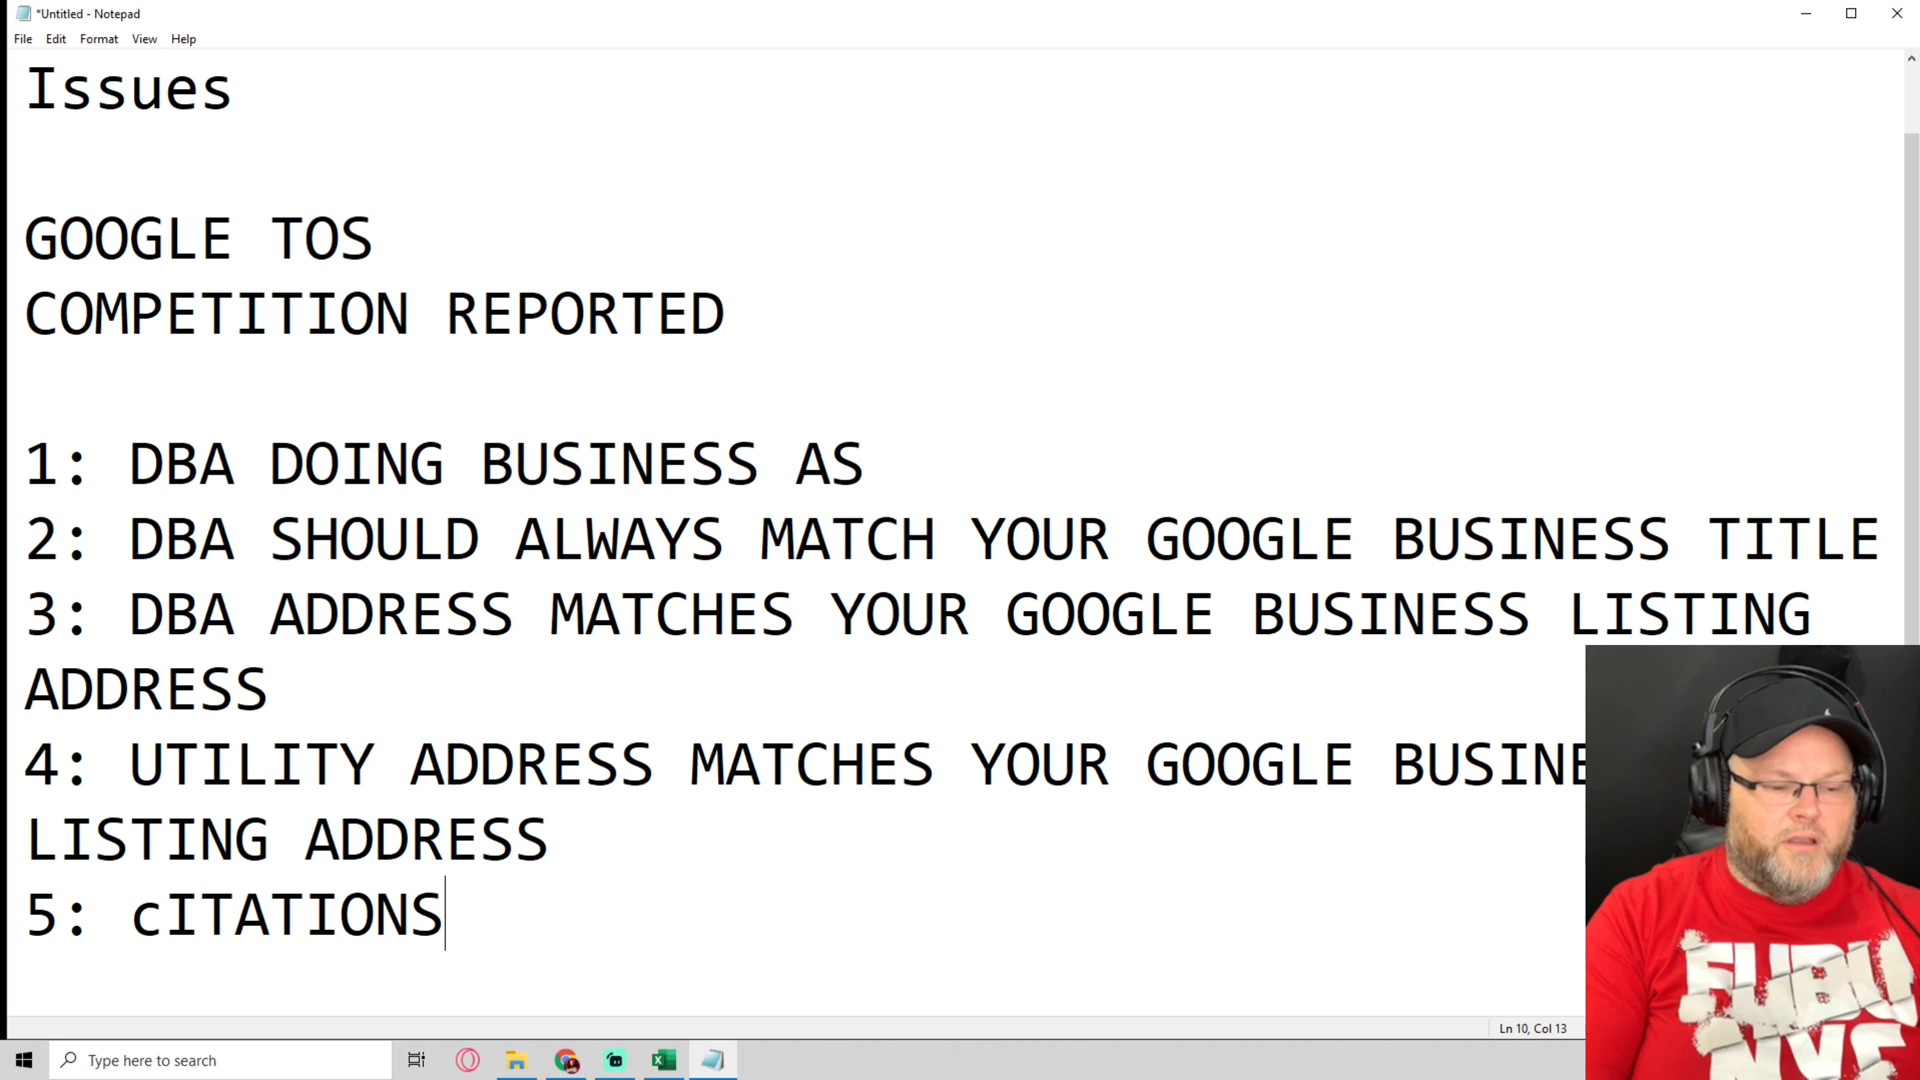 *Untitled - Notepad
File Edit Format View Help
Issues
GOOGLE TOS
COMPETITION REPORTED
1: DBA DOING BUSINESS AS
2: DBA SHOULD ALWAYS MATCH YOUR GOOGLE BUSINESS TITLE
3: DBA ADDRESS MATCHES YOUR GOOGLE BUSINESS LISTING
ADDRESS
4: UTILITY ADDRESS MATCHES YOUR GOOGLE BUSINE
LISTING ADDRESS
5: cITATIONS
FUBU
NYC
Ln 10, Col 13
Type here to search